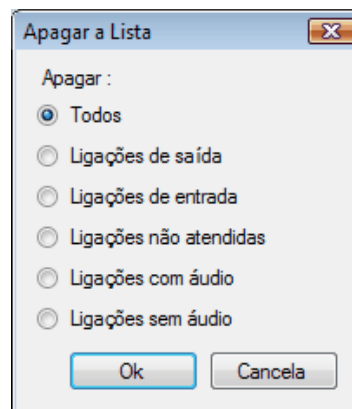 Apagar a Lista
Apagar :
Todos
Ligações de saída
Ligações de entrada
Ligações não atendidas
Ligações com áudio
Ligações sem áudio
Ok Cancela